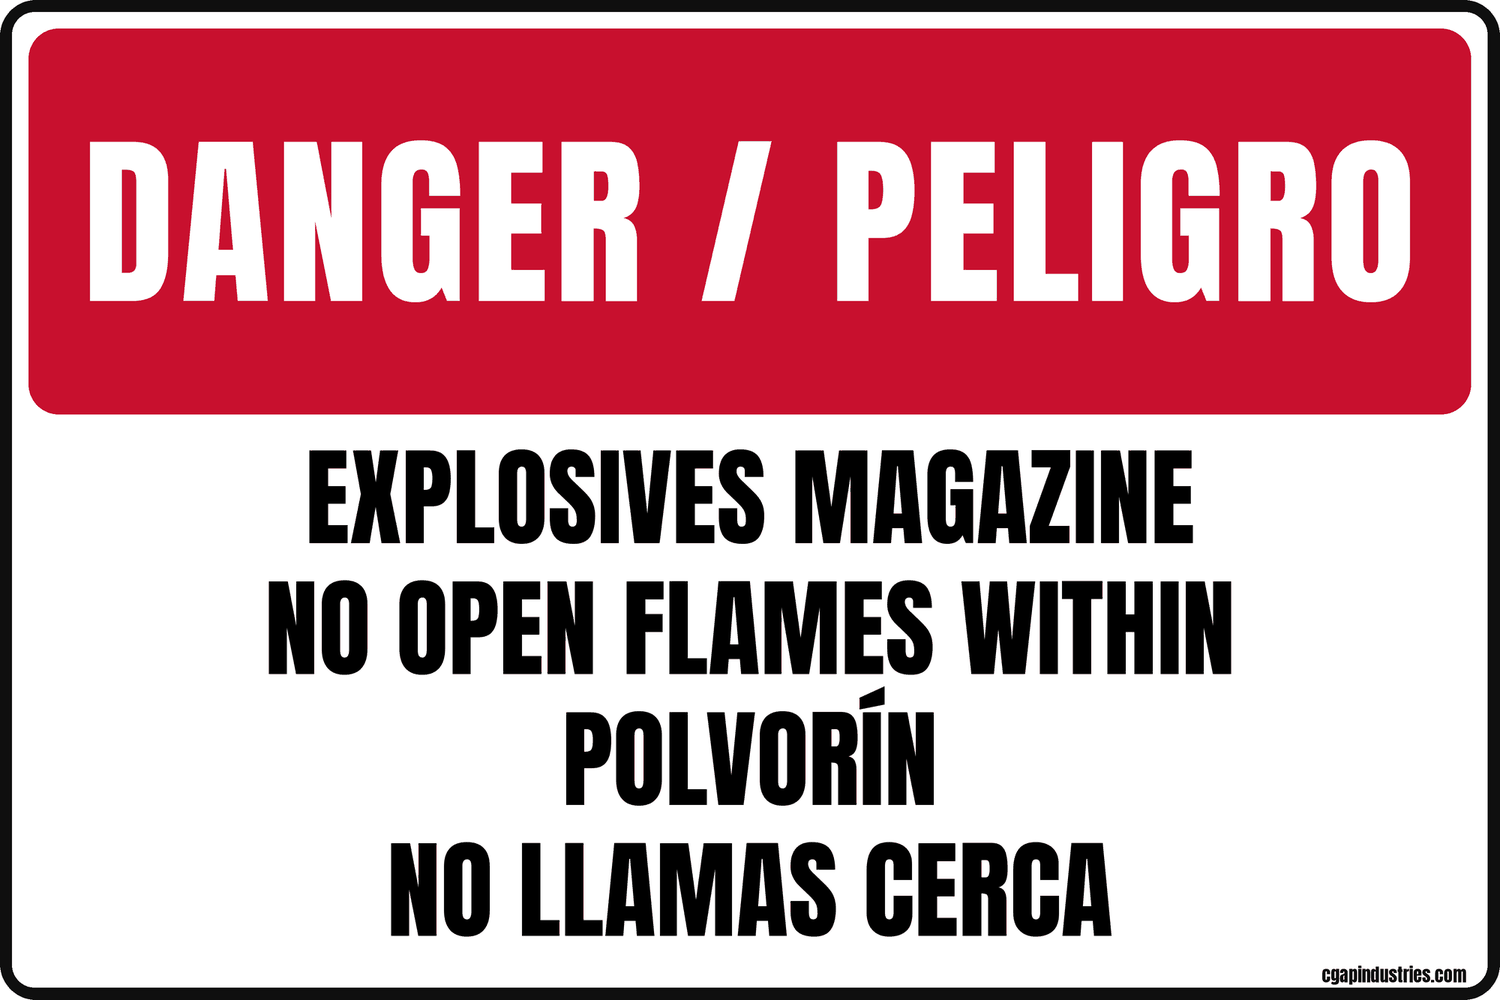 DANGER / PELIGRO
EXPLOSIVES MAGAZINE
NO OPEN FLAMES WITHIN
POLVORÍN
NO LLAMAS CERCA
cgapindustries.com